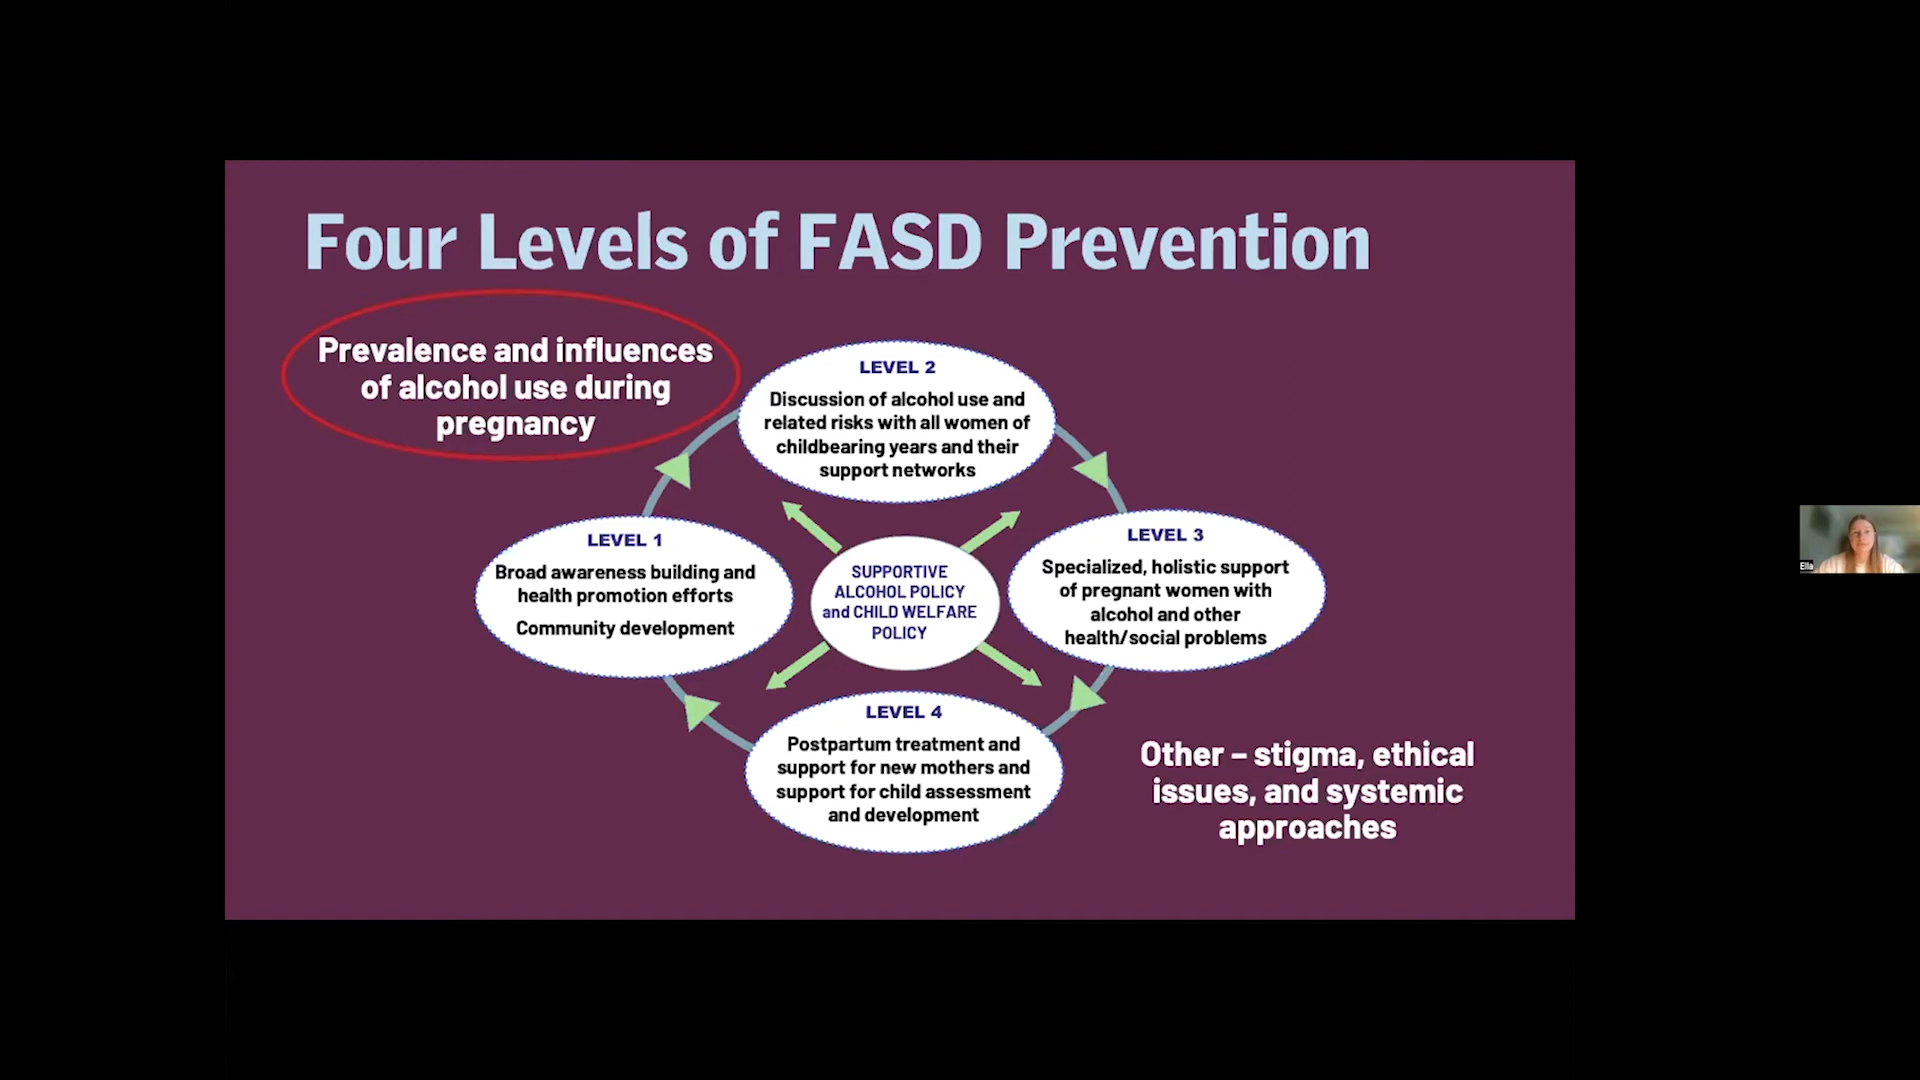 Four Levels of FASD Prevention
Prevalence and influences
of alcohol use during
pregnancy
LEVEL 2
Discussion of alcohol use and
related risks with all women of
childbearing years and their
support networks
LEVEL 1
Broad awareness building and
health promotion efforts
Community development
SUPPORTIVE
ALCOHOL POLICY
and CHILD WELFARE
POLICY
LEVEL 3
Specialized, holistic support
of pregnant women with
alcohol and other
health/social problems
LEVEL 4
Postpartum treatment and
support for new mothers and
support for child assessment
and development
Other – stigma, ethical
issues, and systemic
approaches
Ella